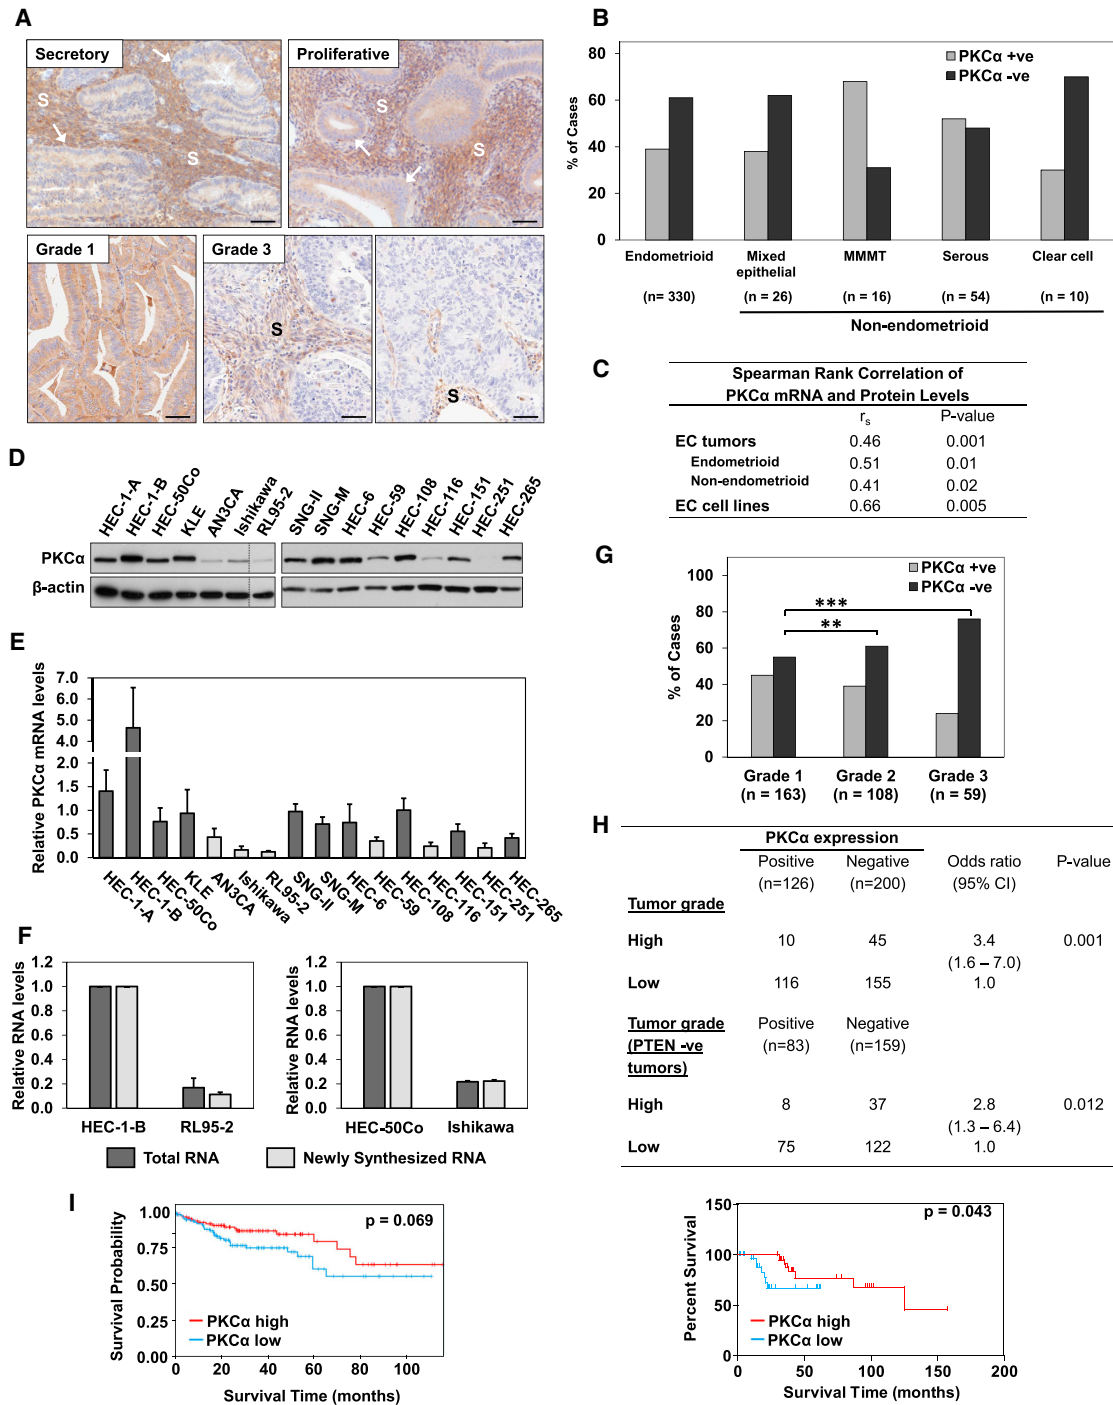 A
Secretory
S
S
Proliferative
S
S
Grade 1
Grade 3
S
S
B
% of Cases
80
60
40
20
0
PKCα +ve
PKCα -ve
Endometrioid
Mixed
epithelial
MMMT
Serous
Clear cell
(n= 330)
(n = 26)
(n = 16)
(n = 54)
(n = 10)
Non-endometrioid
C
Spearman Rank Correlation of
PKCα mRNA and Protein Levels
rs P-value
EC tumors 0.46 0.001
Endometrioid 0.51 0.01
Non-endometrioid 0.41 0.02
EC cell lines 0.66 0.005
D
HEC-1-A
HEC-1-B
HEC-50Co
KLE
AN3CA
Ishikawa
RL95-2
SNG-II
SNG-M
HEC-6
HEC-59
HEC-108
HEC-116
HEC-151
HEC-251
HEC-265
PKCα
β-actin
E
Relative PKCα mRNA levels
7.0
6.0
5.0
4.0
2.0
1.5
1.0
0.5
0.0
HEC-1-A
HEC-1-B
HEC-50Co
KLE
AN3CA
Ishikawa
RL95-2
SNG-II
SNG-M
HEC-6
HEC-59
HEC-108
HEC-116
HEC-151
HEC-251
HEC-265
F
Relative RNA levels
1.2
1.0
0.8
0.6
0.4
0.2
0.0
HEC-1-B
RL95-2
Relative RNA levels
1.2
1.0
0.8
0.6
0.4
0.2
0.0
HEC-50Co
Ishikawa
Total RNA
Newly Synthesized RNA
G
% of Cases
100
80
60
40
20
0
PKCα +ve
PKCα -ve
***
**
Grade 1
(n = 163)
Grade 2
(n = 108)
Grade 3
(n = 59)
H
PKCα expression
Positive Negative Odds ratio P-value
(n=126) (n=200) (95% CI)
Tumor grade
High 10 45 3.4 0.001
(1.6 – 7.0)
Low 116 155 1.0
Tumor grade Positive Negative
(PTEN -ve (n=83) (n=159)
tumors)
High 8 37 2.8 0.012
(1.3 – 6.4)
Low 75 122 1.0
I
Survival Probability
1.00
0.75
0.50
0.25
0.00
p = 0.069
PKCα high
PKCα low
0 20 40 60 80 100
Survival Time (months)
Percent Survival
150
100
50
0
p = 0.043
PKCα high
PKCα low
0 50 100 150 200
Survival Time (months)